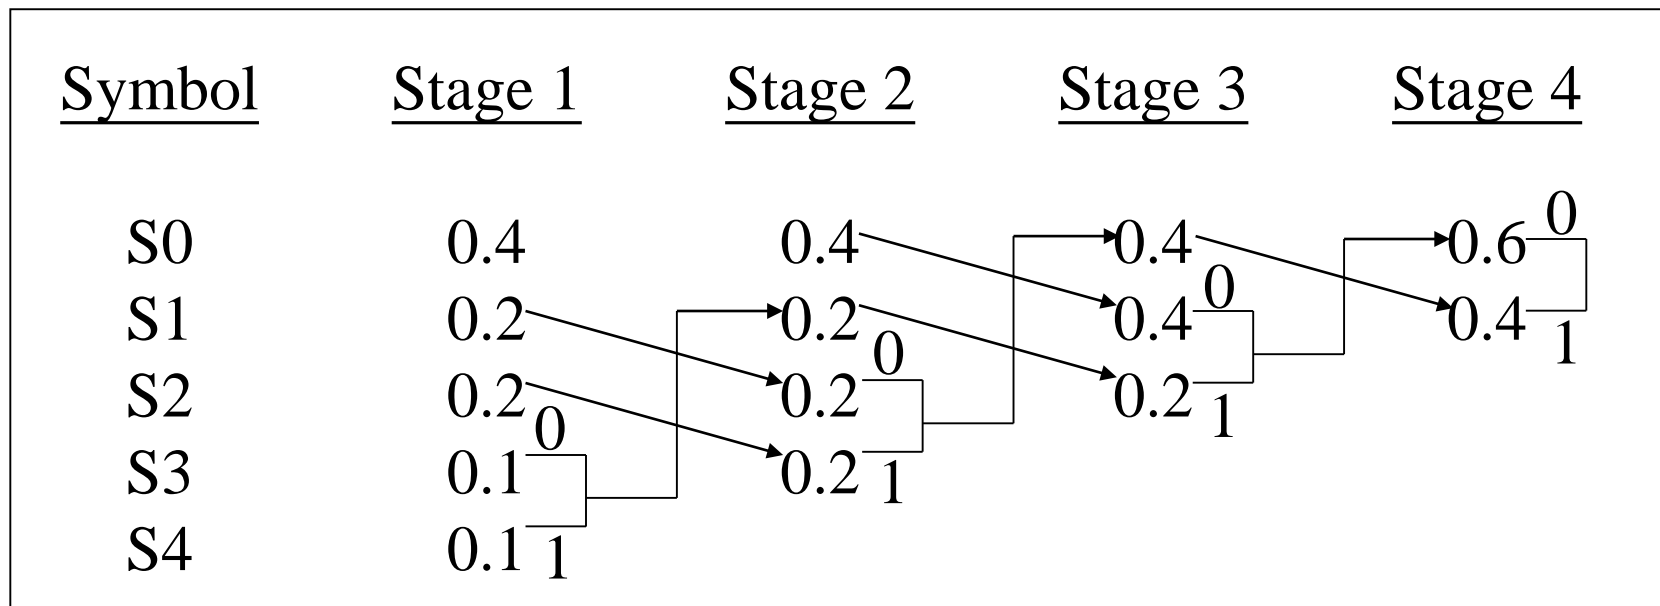 Symbol Stage 1 Stage 2 Stage 3 Stage 4
S0 0.4 0.4 0.4 0.6 0
S1 0.2 0.2 0.4 0 0.4 1
S2 0.2 0.2 0 0.2 1
S3 0.1 0 0.2 1
S4 0.1 1